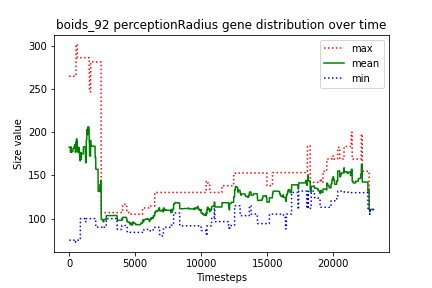 boids_92 perceptionRadius gene distribution over time
300
250
200
150
100
Size value
max
mean
min
0
5000
10000
15000
20000
Timesteps